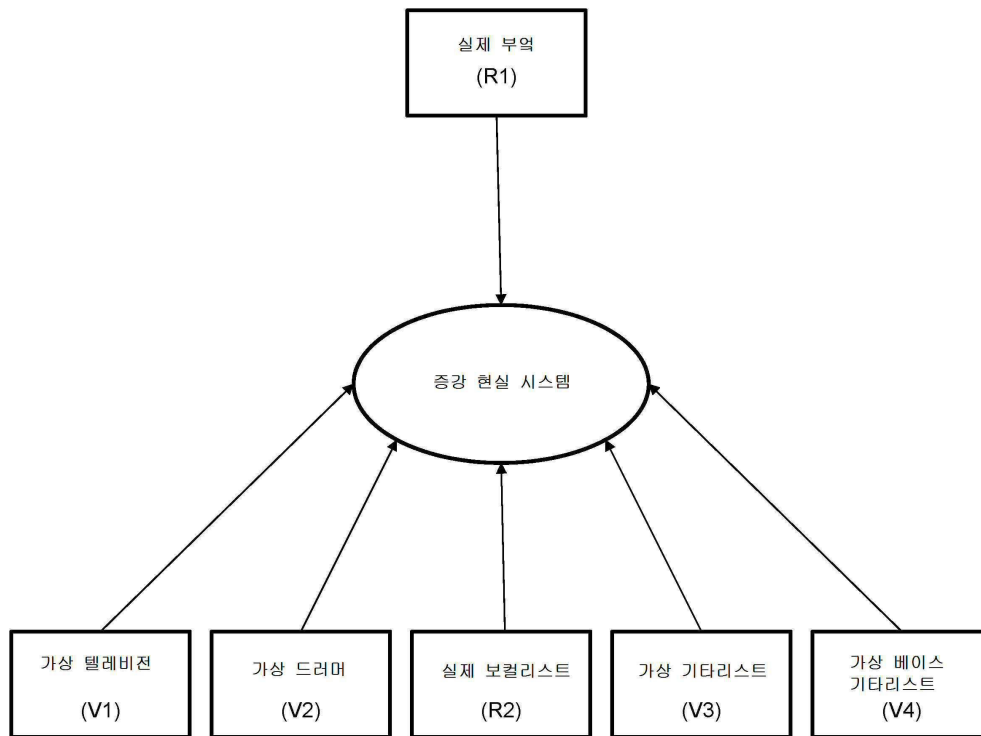 실제 부엌
(R1)
증강 현실 시스템
가상 텔레비전
(V1)
가상 드러머
(V2)
실제 보컬리스트
(R2)
가상 기타리스트
(V3)
가상 베이스
기타리스트
(V4)